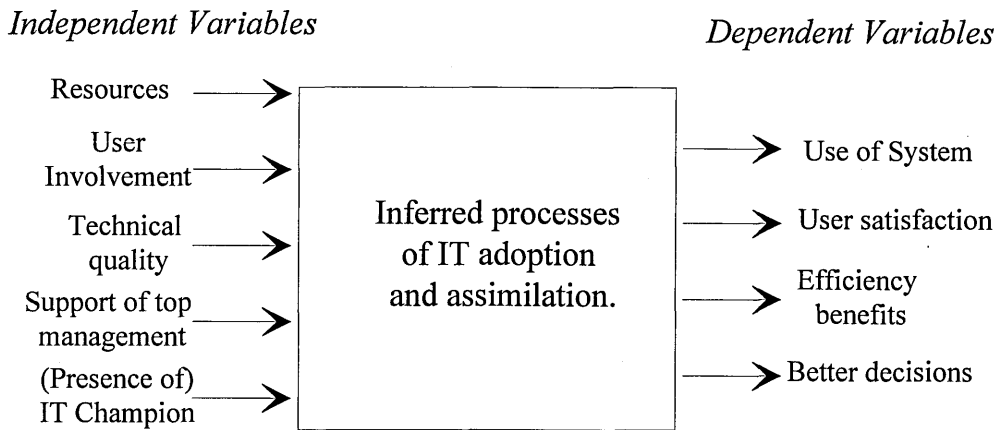 Independent Variables
Resources
User
Involvement
Technical
quality
Support of top
management
(Presence of)
IT Champion
Inferred processes
of IT adoption
and assimilation.
Dependent Variables
Use of System
User satisfaction
Efficiency
benefits
Better decisions